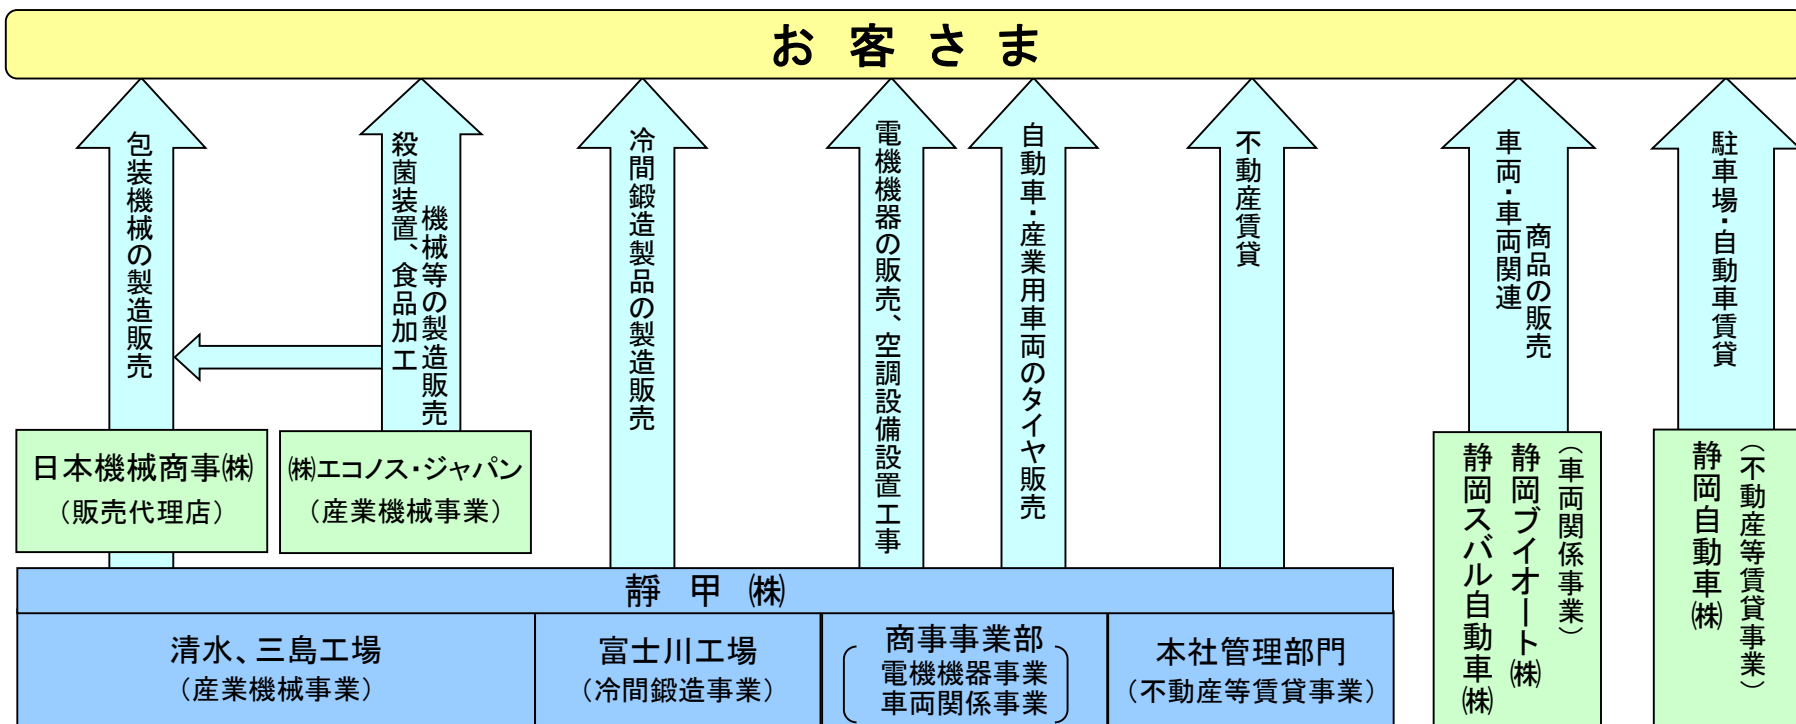 お客さま
包装機械の製造販売
殺菌装置、食品加工
機械等の製造販売
冷間鍛造製品の製造販売
電機機器の販売、空調設備設置工事
自動車・産業用車両のタイヤ販売
不動産賃貸
車両・車両関連
商品の販売
駐車場・自動車賃貸
日本機械商事㈱
（販売代理店）
㈱エコノス・ジャパン
（産業機械事業）
（車両関係事業）
静岡ブイオート㈱
静岡スバル自動車㈱
（不動産等賃貸事業）
静岡自動車㈱
靜甲㈱
清水、三島工場
（産業機械事業）
富士川工場
（冷間鍛造事業）
商事事業部
電機機器事業
車両関係事業
本社管理部門
（不動産等賃貸事業）